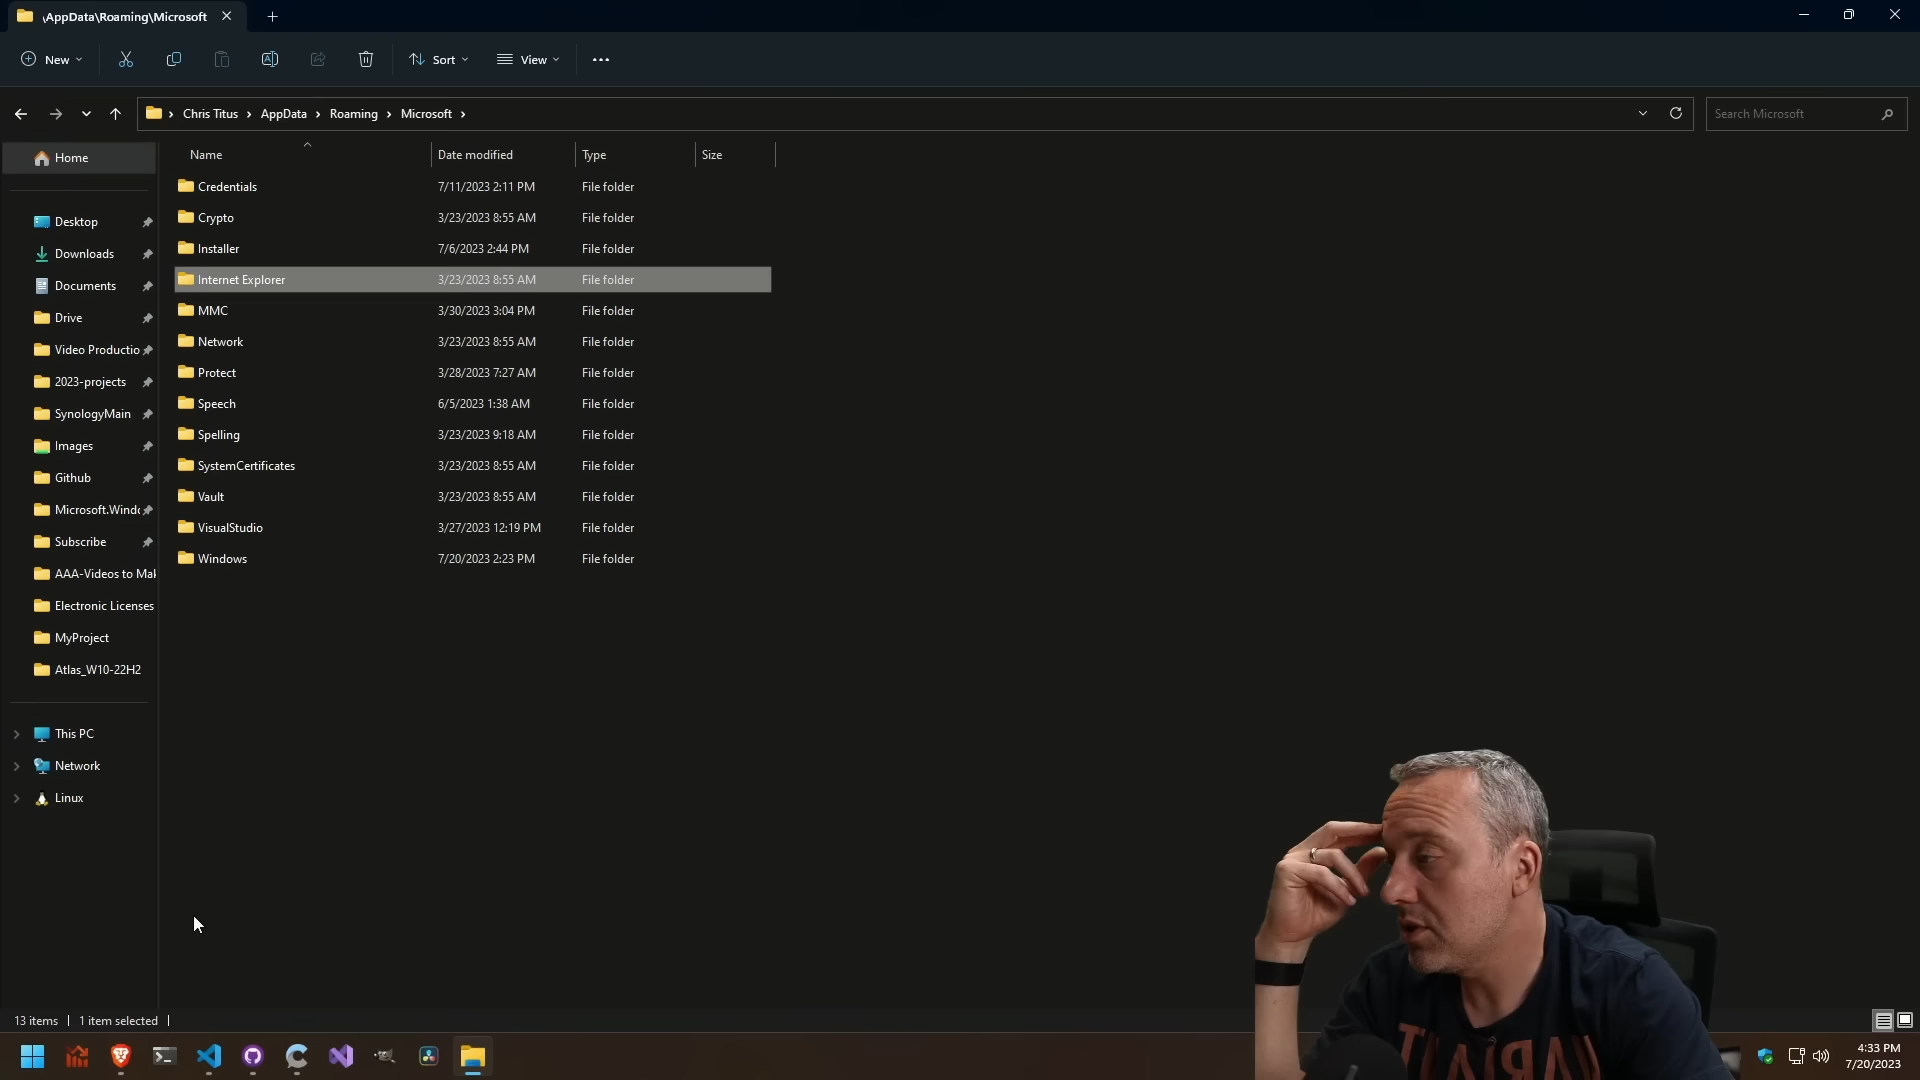 \AppData\Roaming\Microsoft
New
Sort
View
Chris Titus > AppData > Roaming > Microsoft >
Search Microsoft
Name Date modified Type Size
Home
Credentials 7/11/2023 2:11 PM File folder
Crypto 3/23/2023 8:55 AM File folder
Installer 7/6/2023 2:44 PM File folder
Internet Explorer 3/23/2023 8:55 AM File folder
MMC 3/30/2023 3:04 PM File folder
Network 3/23/2023 8:55 AM File folder
Protect 3/28/2023 7:27 AM File folder
Speech 6/5/2023 1:38 AM File folder
Spelling 3/23/2023 9:18 AM File folder
SystemCertificates 3/23/2023 8:55 AM File folder
Vault 3/23/2023 8:55 AM File folder
VisualStudio 3/27/2023 12:19 PM File folder
Windows 7/20/2023 2:23 PM File folder
Desktop
Downloads
Documents
Drive
Video Productio
2023-projects
SynologyMain
Images
Github
Microsoft.Windo
Subscribe
AAA-Videos to Mak
Electronic Licenses
MyProject
Atlas_W10-22H2
This PC
Network
Linux
13 items
1 item selected
4:33 PM
7/20/2023